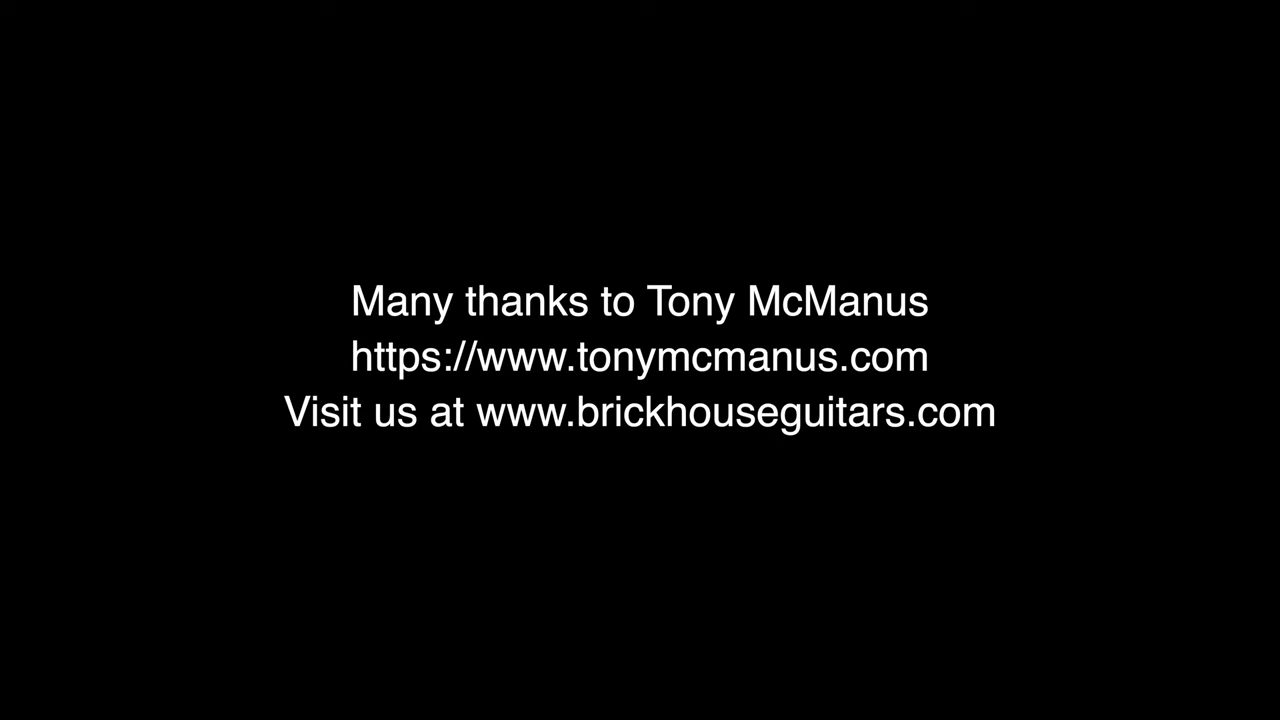 Many thanks to Tony McManus
https://www.tonymcmanus.com
Visit us at www.brickhouseguitars.com